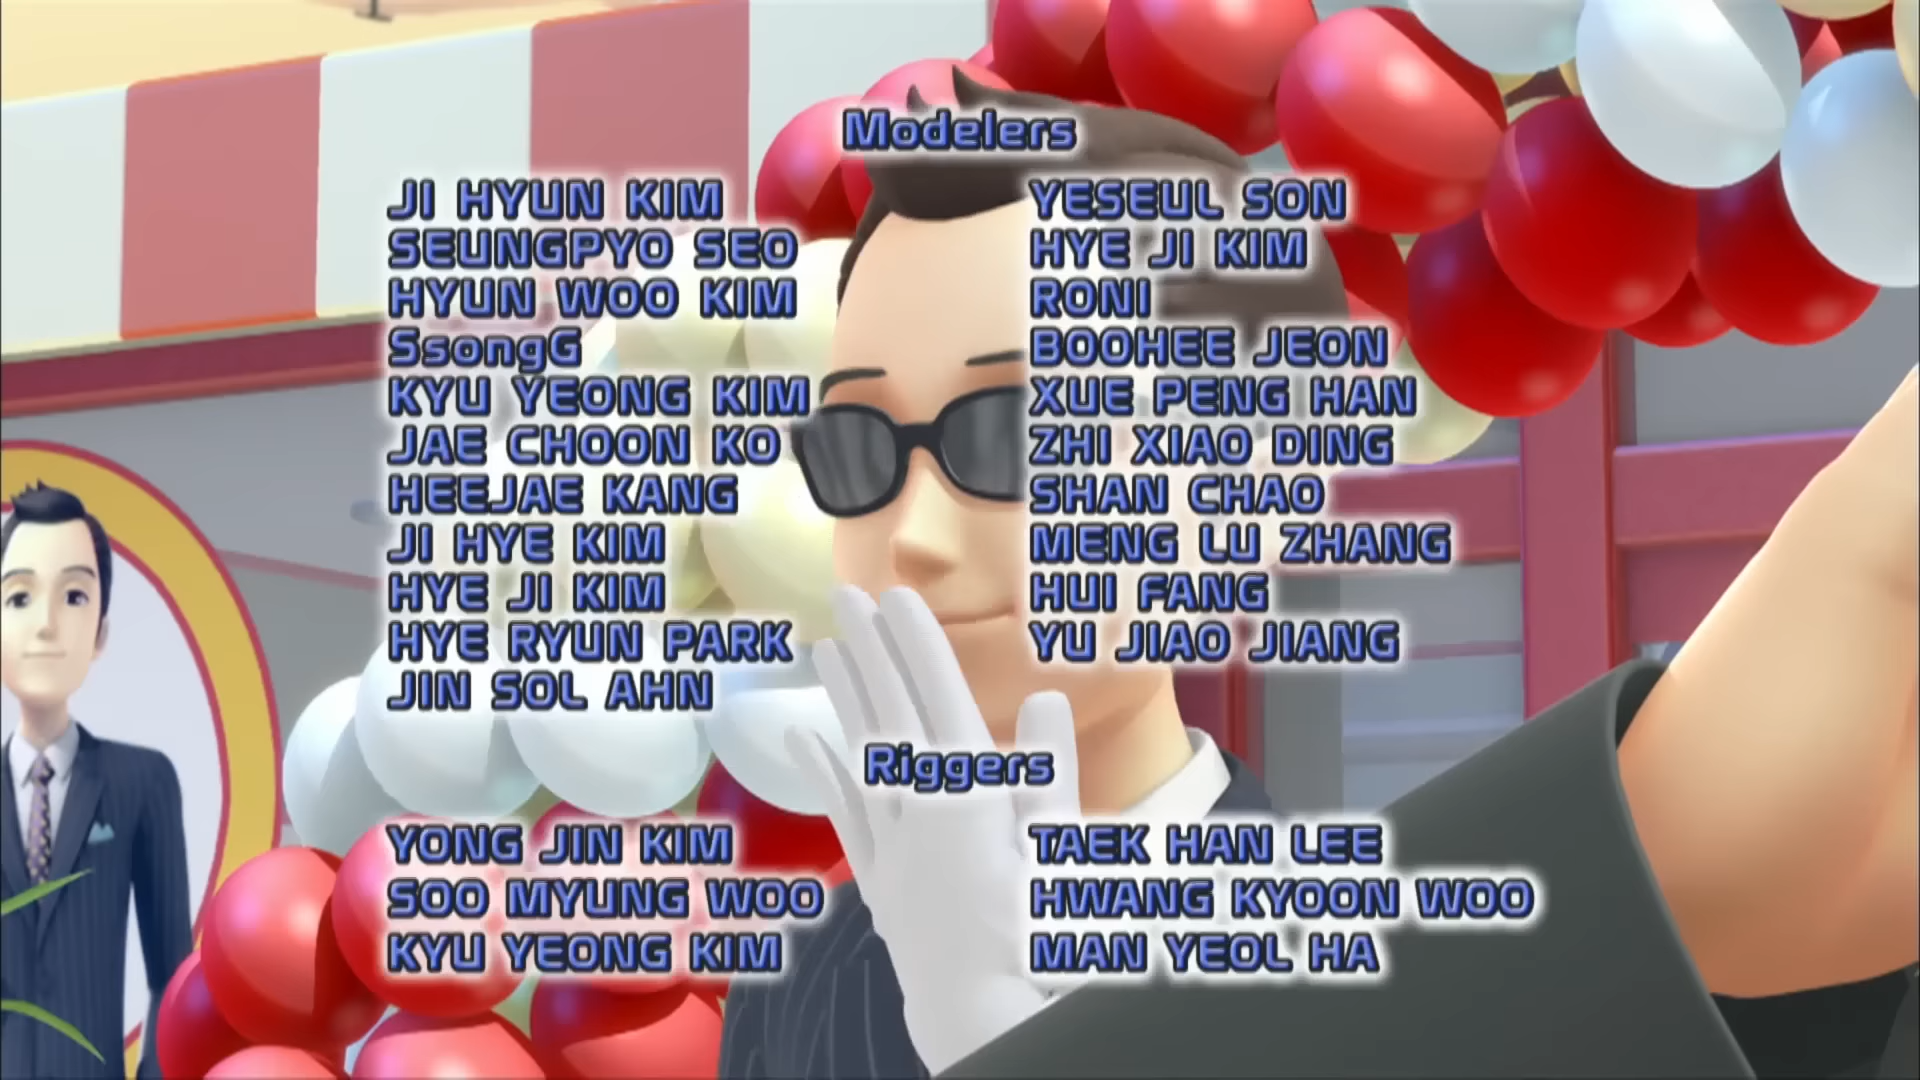 Modelers
JI HYUN KIM
SEUNGPYO SEO
HYUN WOO KIM
SsongG
KYU YEONG KIM
JAE CHOON KO
HEEJAE KANG
JI HYE KIM
HYE JI KIM
HYE RYUN PARK
JIN SOL AHN
YESEUL SON
HYE JI KIM
RONI
BOOHEE JEON
XUE PENG HAN
ZHI XIAO DING
SHAN CHAO
MENG LU ZHANG
HUI FANG
YU JIAO JIANG
Riggers
YONG JIN KIM
SOO MYUNG WOO
KYU YEONG KIM
TAEK HAN LEE
HWANG KYOON WOO
MAN YEOL HA